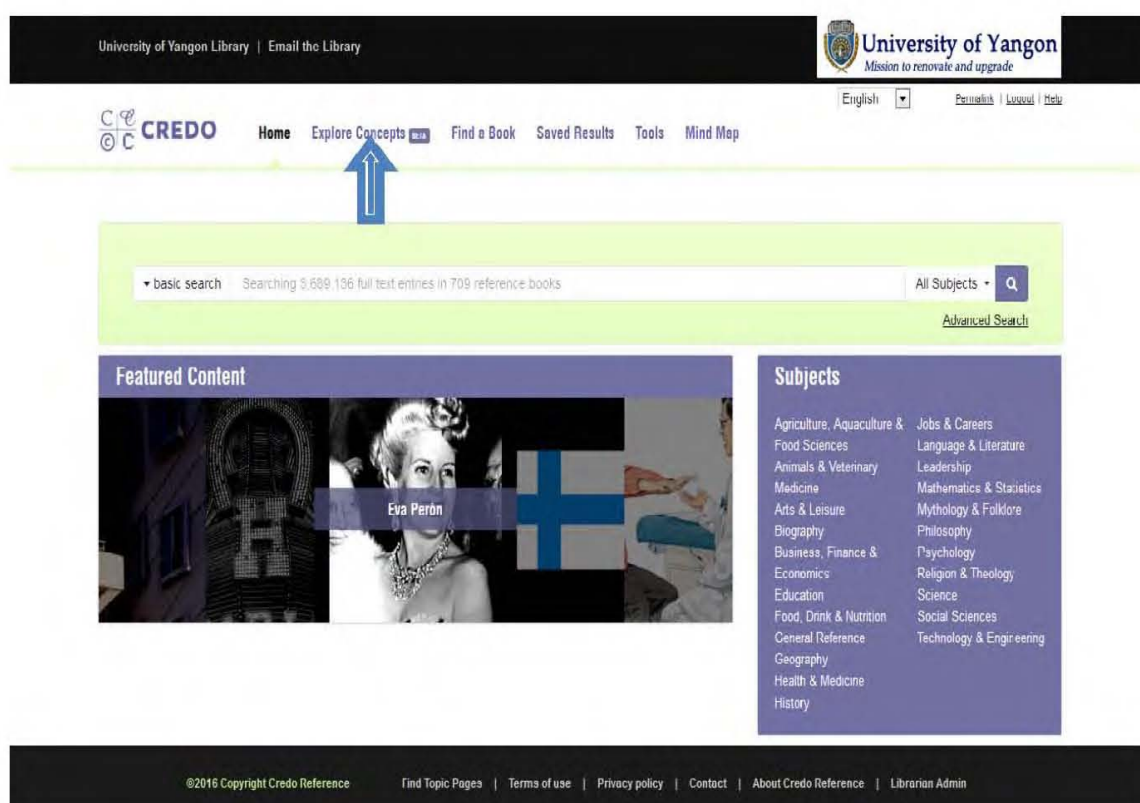 University of Yangon Library | Email the Library
University of Yangon
Mission to renovate and upgrade
English
Permalink | Logout | Help
CREDO
Home
Explore Concepts BETA
Find a Book
Saved Results
Tools
Mind Map
basic search
Searching 3,689,136 full text entries in 709 reference books
All Subjects
Advanced Search
Featured Content
Eva Perón
Subjects
Agriculture, Aquaculture &
Food Sciences
Animals & Veterinary
Medicine
Arts & Leisure
Biography
Business, Finance &
Economics
Education
Food, Drink & Nutrition
General Reference
Geography
Health & Medicine
History
Jobs & Careers
Language & Literature
Leadership
Mathematics & Statistics
Mythology & Folklore
Philosophy
Psychology
Religion & Theology
Science
Social Sciences
Technology & Engineering
©2016 Copyright Credo Reference
Find Topic Pages | Terms of use | Privacy policy | Contact | About Credo Reference | Librarian Admin